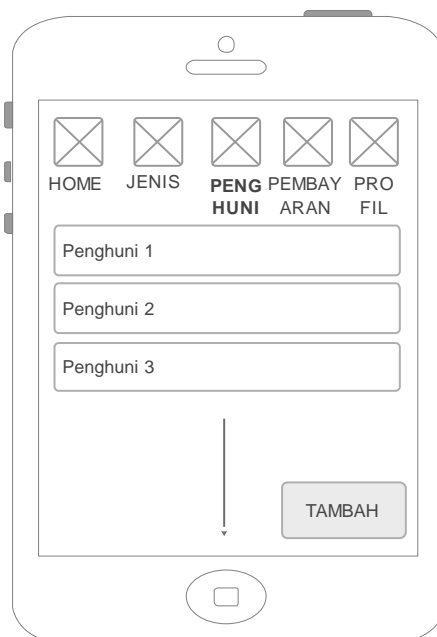 HOME JENIS PENG PEMBAY PRO
HUNI ARAN FIL
Penghuni 1
Penghuni 2
Penghuni 3
TAMBAH